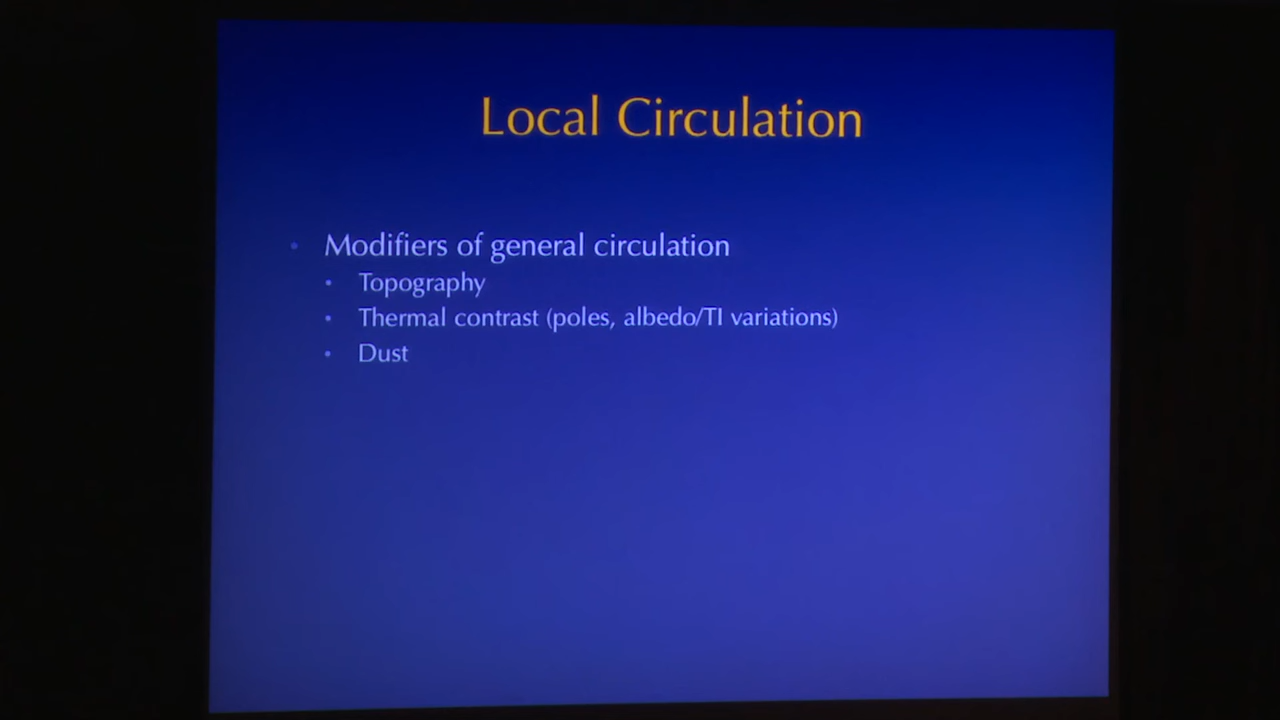 Local Circulation
• Modifiers of general circulation
• Topography
• Thermal contrast (poles, albedo/TI variations)
• Dust